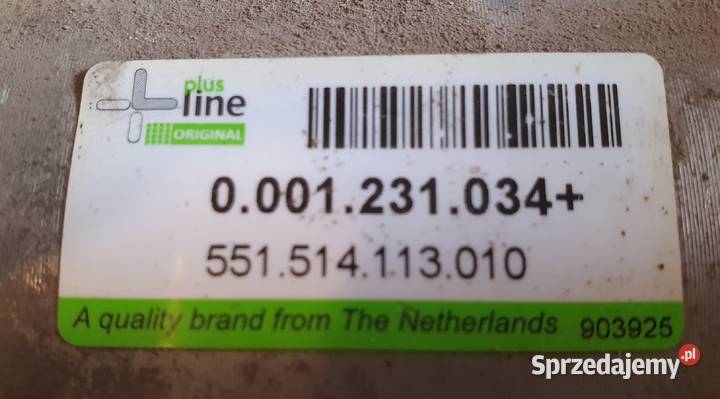 plus
line
ORIGINAL
0.001.231.034+
551.514.113.010
A quality brand from The Netherlands 903925
Sprzedajemy.pl